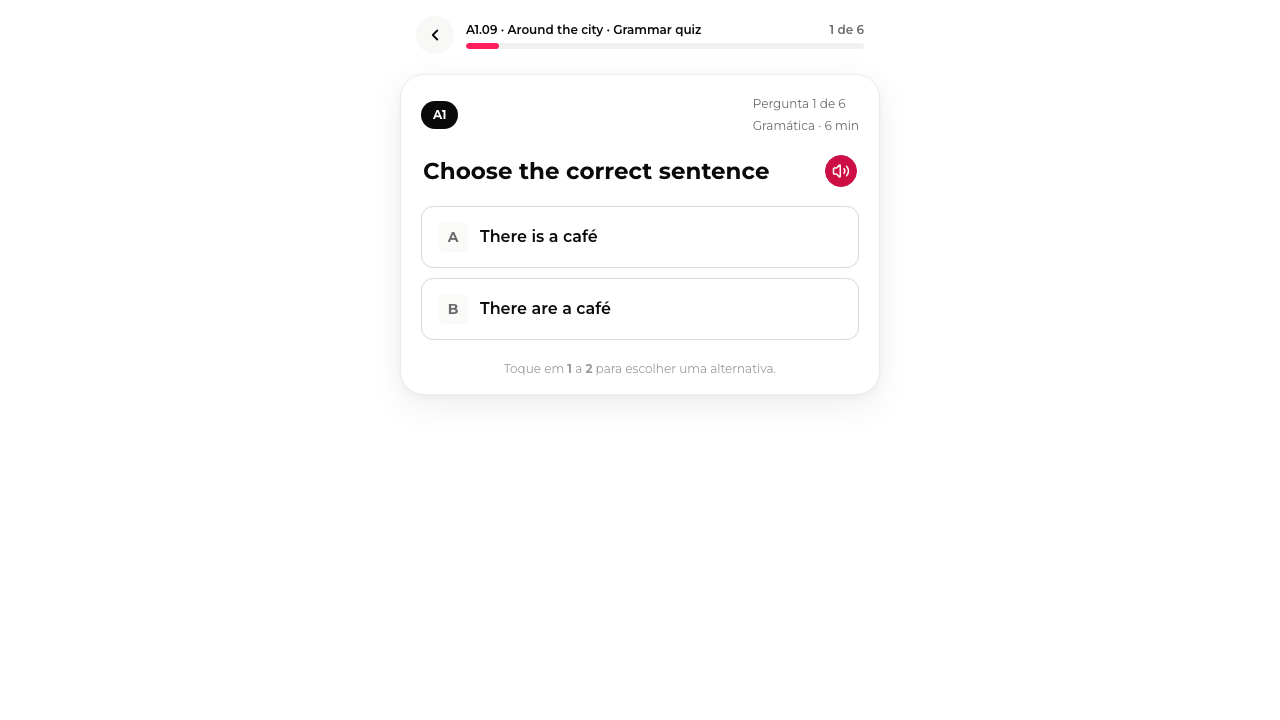 A1.09 · Around the city · Grammar quiz
1 de 6
A1
Pergunta 1 de 6
Gramática · 6 min
Choose the correct sentence
A There is a café
B There are a café
Toque em 1 a 2 para escolher uma alternativa.